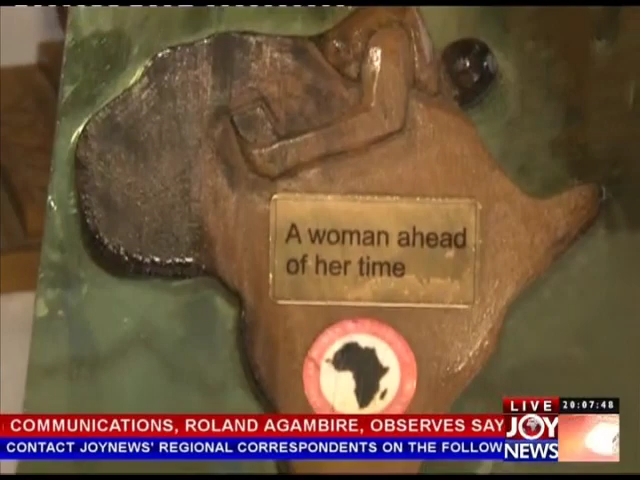 A woman ahead
of her time
LIVE 20:07:48
COMMUNICATIONS, ROLAND AGAMBIRE, OBSERVES SAY
JOY
NEWS
CONTACT JOYNEWS' REGIONAL CORRESPONDENTS ON THE FOLLOW